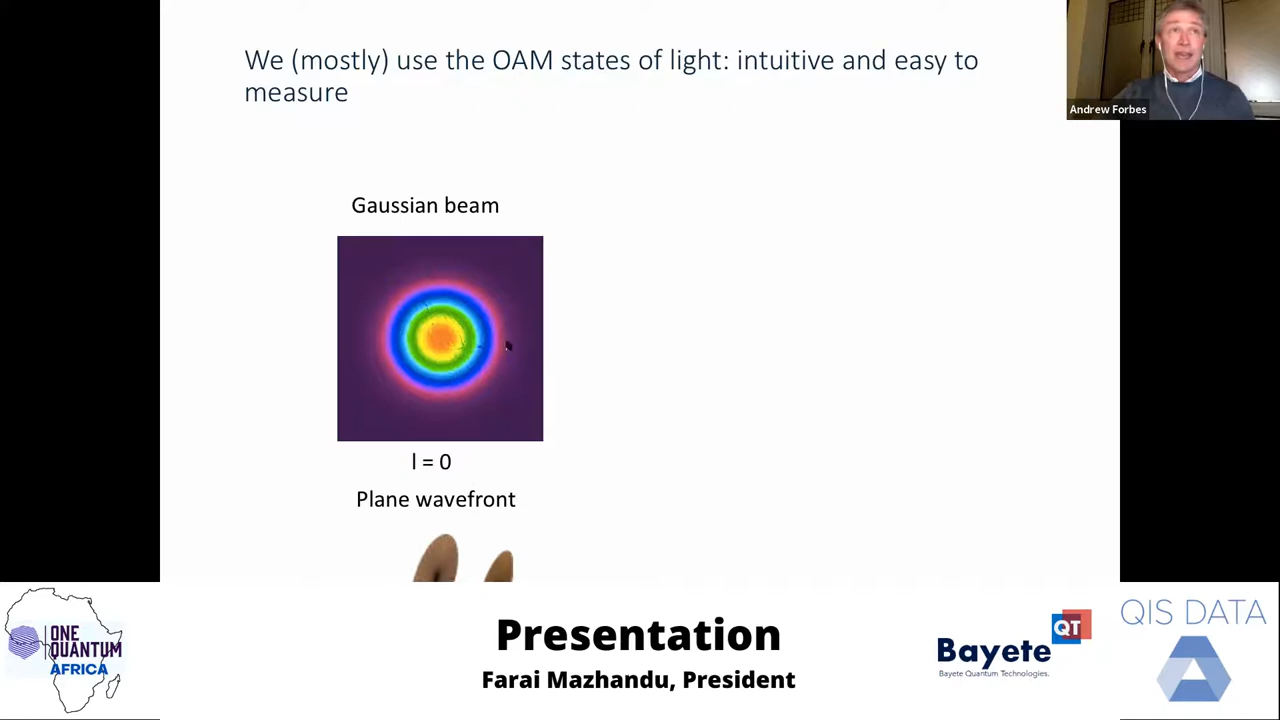 We (mostly) use the OAM states of light: intuitive and easy to
measure
Andrew Forbes
Gaussian beam
l = 0
Plane wavefront
ONE
QUANTUM
AFRICA
Presentation
Farai Mazhandu, President
QT
Bayete
Bayete Quantum Technologies.
QIS DATA